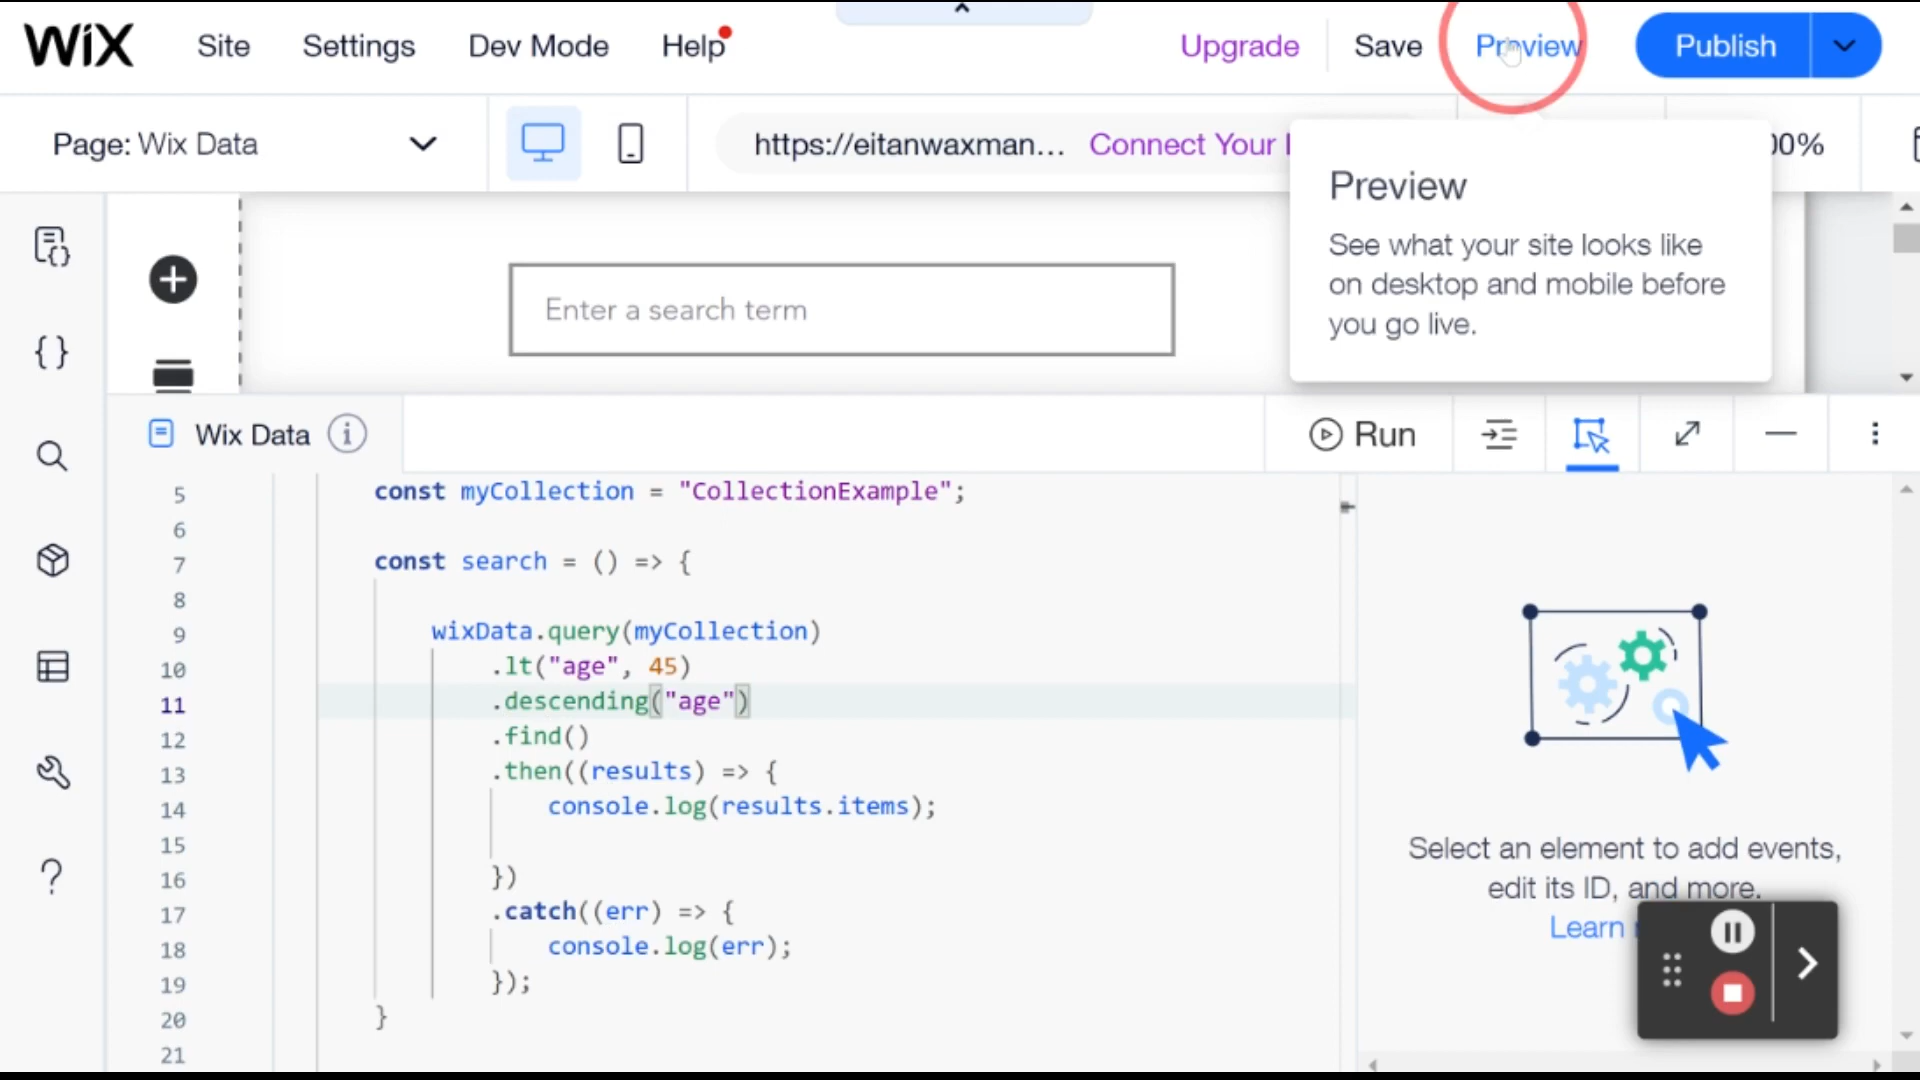 WiX Site Settings Dev Mode Help Upgrade Save Preview Publish
Page: Wix Data https://eitanwaxman... Connect Your 00%
Preview
See what your site looks like
on desktop and mobile before
you go live.
Enter a search term
Wix Data Run
5 const myCollection = "CollectionExample";
6
7 const search = () => {
8
9 wixData.query(myCollection)
10 .lt("age", 45)
11 .descending("age")
12 .find()
13 .then((results) => {
14 console.log(results.items);
15
16 })
17 .catch((err) => {
18 console.log(err);
19 });
20 }
21
Select an element to add events,
edit its ID, and more.
Learn